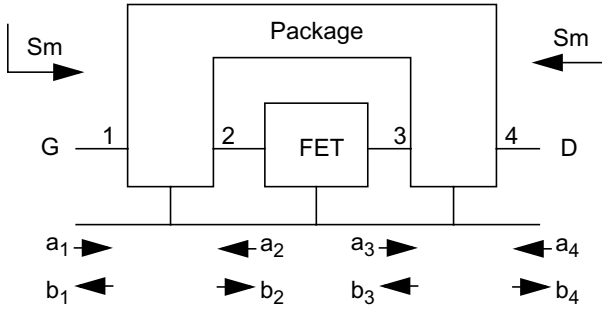 Package
Sm Sm
G 1 2 FET 3 4 D
a1 a2 a3 a4
b1 b2 b3 b4